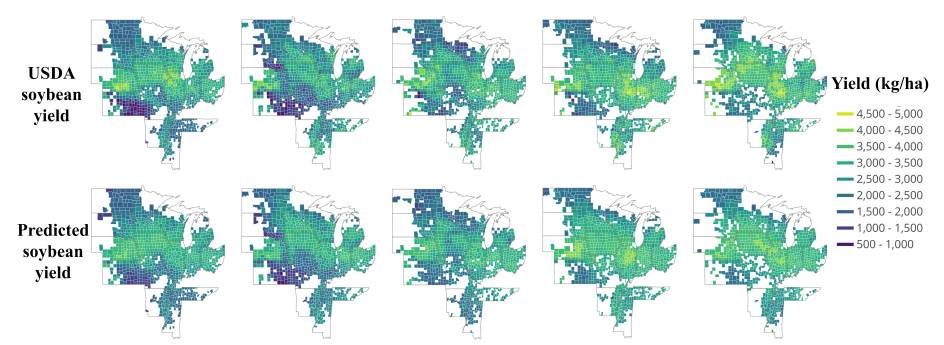 USDA
soybean
yield
Predicted
soybean
yield
Yield (kg/ha)
4,500 - 5,000
4,000 - 4,500
3,500 - 4,000
3,000 - 3,500
2,500 - 3,000
2,000 - 2,500
1,500 - 2,000
1,000 - 1,500
500 - 1,000